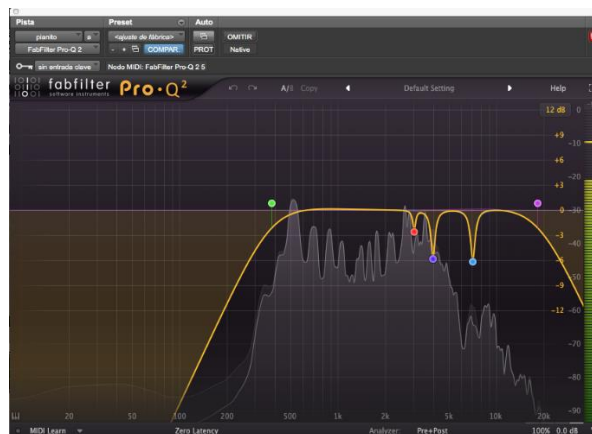 Pista Preset Auto
pianito a <ajuste de fábrica> OMITIR
FabFilter Pro-Q 2 - + COMPAR PROT Native
sin entrada clave Nodo MIDI: FabFilter Pro-Q 2 5
fabfilter Pro·Q² A/B Copy Default Setting Help
software instruments
12 dB 0
+9
-10
+6
-20
+3
0 -30
-3
-40
-6
-50
-9
-12 -60
-70
-80
-90
20 50 100 200 500 1k 2k 5k 10k 20k
MIDI Learn Zero Latency Analyzer: Pre+Post 100% 0.0 dB